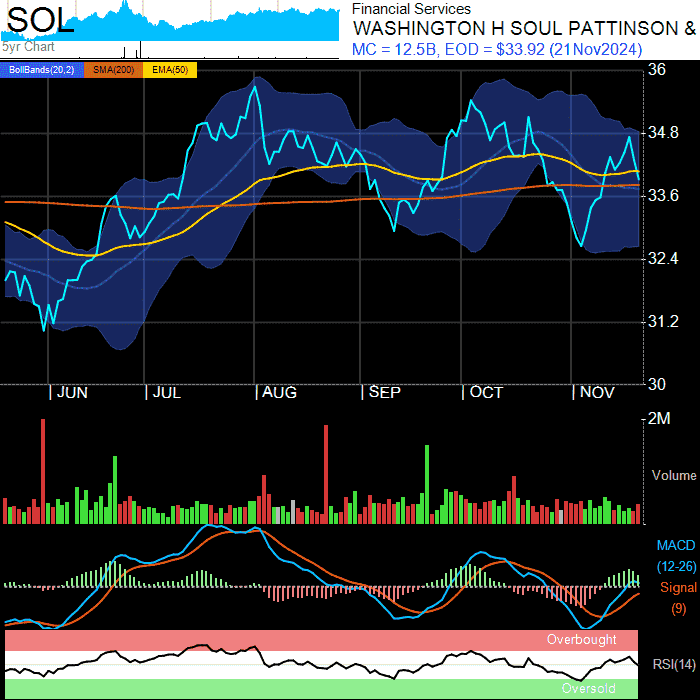 SOL
Financial Services
WASHINGTON H SOUL PATTINSON &
5yr Chart
MC = 12.5B, EOD = $33.92 (21Nov2024)
BollBands(20,2) SMA(200) EMA(50)
36
34.8
33.6
32.4
31.2
30
JUN JUL AUG SEP OCT NOV
2M
Volume
MACD
(12-26)
Signal
(9)
Overbought
RSI(14)
Oversold